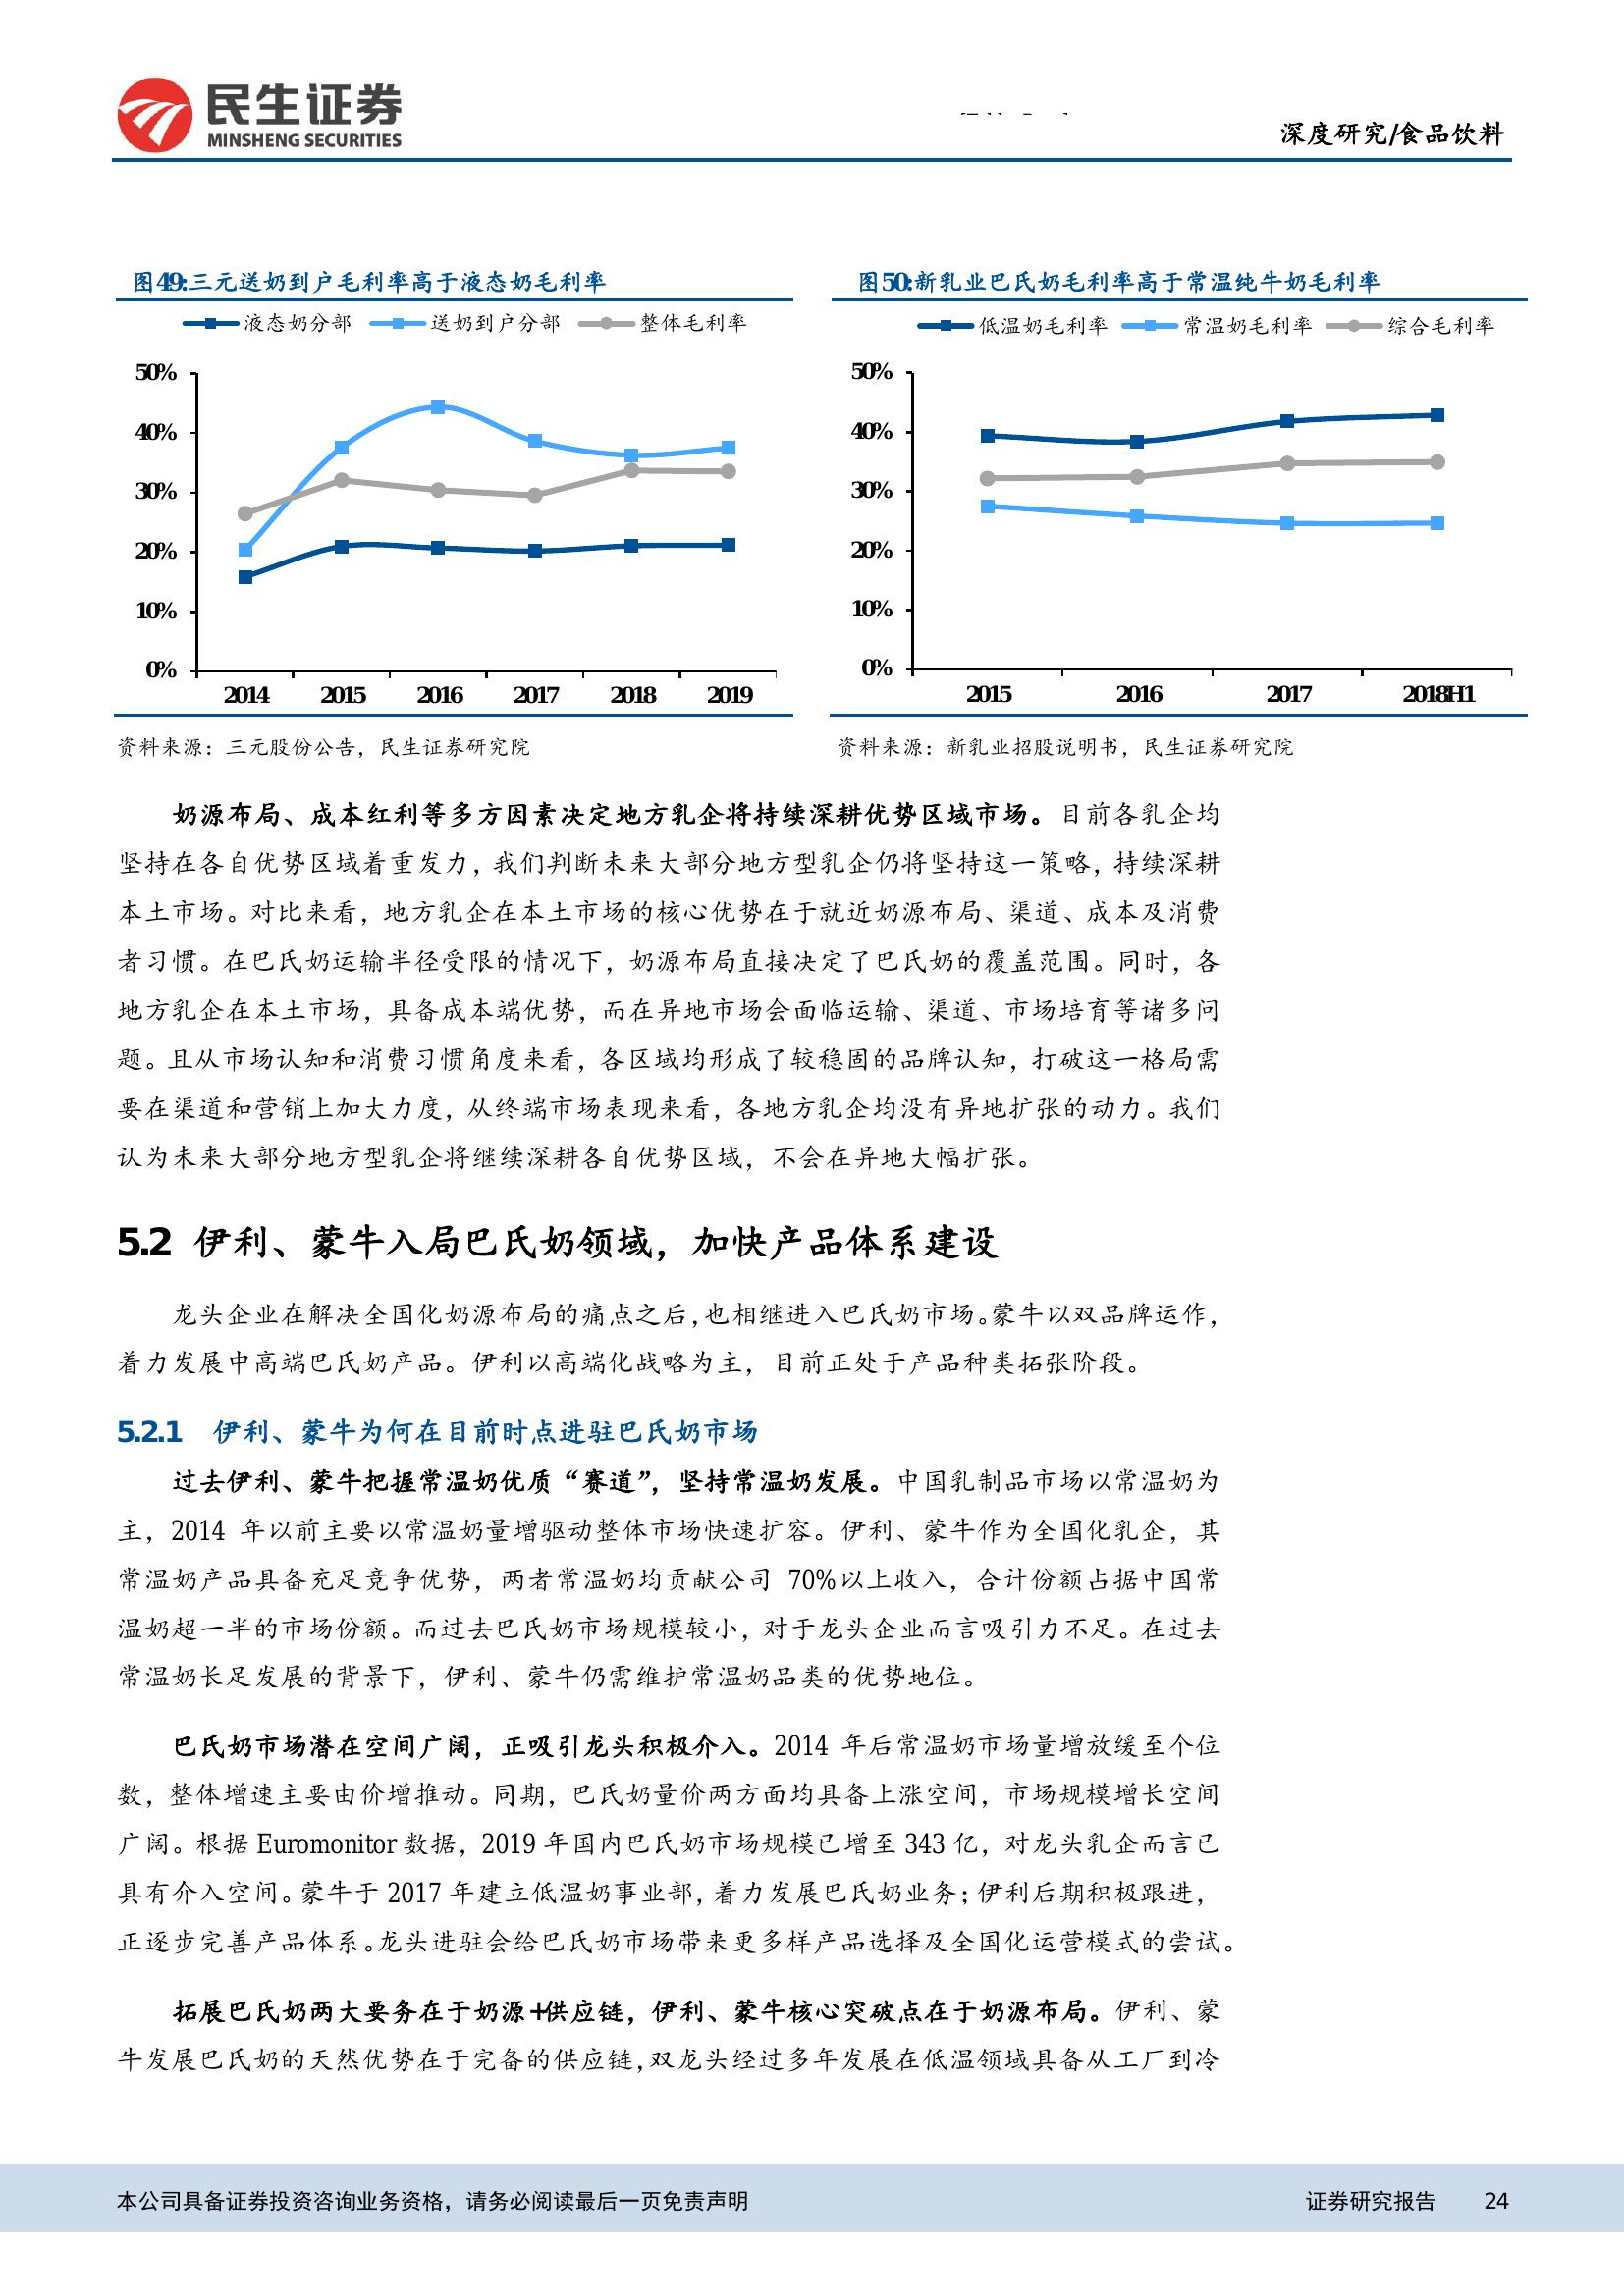 民生证券
MINSHENG SECURITIES
深度研究/食品饮料
图49:三元送奶到户毛利率高于液态奶毛利率
液态奶分部 送奶到户分部 整体毛利率
50%
40%
30%
20%
10%
0%
2014 2015 2016 2017 2018 2019
资料来源：三元股份公告，民生证券研究院
图50:新乳业巴氏奶毛利率高于常温纯牛奶毛利率
低温奶毛利率 常温奶毛利率 综合毛利率
50%
40%
30%
20%
10%
0%
2015 2016 2017 2018H1
资料来源：新乳业招股说明书，民生证券研究院
奶源布局、成本红利等多方因素决定地方乳企将持续深耕优势区域市场。目前各乳企均
坚持在各自优势区域着重发力，我们判断未来大部分地方型乳企仍将坚持这一策略，持续深耕
本土市场。对比来看，地方乳企在本土市场的核心优势在于就近奶源布局、渠道、成本及消费
者习惯。在巴氏奶运输半径受限的情况下，奶源布局直接决定了巴氏奶的覆盖范围。同时，各
地方乳企在本土市场，具备成本端优势，而在异地市场会面临运输、渠道、市场培育等诸多问
题。且从市场认知和消费习惯角度来看，各区域均形成了较稳固的品牌认知，打破这一格局需
要在渠道和营销上加大力度，从终端市场表现来看，各地方乳企均没有异地扩张的动力。我们
认为未来大部分地方型乳企将继续深耕各自优势区域，不会在异地大幅扩张。
5.2 伊利、蒙牛入局巴氏奶领域，加快产品体系建设
龙头企业在解决全国化奶源布局的痛点之后，也相继进入巴氏奶市场。蒙牛以双品牌运作，
着力发展中高端巴氏奶产品。伊利以高端化战略为主，目前正处于产品种类拓张阶段。
5.2.1 伊利、蒙牛为何在目前时点进驻巴氏奶市场
过去伊利、蒙牛把握常温奶优质“赛道”，坚持常温奶发展。中国乳制品市场以常温奶为
主，2014 年以前主要以常温奶量增驱动整体市场快速扩容。伊利、蒙牛作为全国化乳企，其
常温奶产品具备充足竞争优势，两者常温奶均贡献公司 70%以上收入，合计份额占据中国常
温奶超一半的市场份额。而过去巴氏奶市场规模较小，对于龙头企业而言吸引力不足。在过去
常温奶长足发展的背景下，伊利、蒙牛仍需维护常温奶品类的优势地位。
巴氏奶市场潜在空间广阔，正吸引龙头积极介入。2014 年后常温奶市场量增放缓至个位
数，整体增速主要由价增推动。同期，巴氏奶量价两方面均具备上涨空间，市场规模增长空间
广阔。根据 Euromonitor 数据，2019 年国内巴氏奶市场规模已增至 343 亿，对龙头乳企而言已
具有介入空间。蒙牛于 2017 年建立低温奶事业部，着力发展巴氏奶业务；伊利后期积极跟进，
正逐步完善产品体系。龙头进驻会给巴氏奶市场带来更多样产品选择及全国化运营模式的尝试。
拓展巴氏奶两大要务在于奶源+供应链，伊利、蒙牛核心突破点在于奶源布局。伊利、蒙
牛发展巴氏奶的天然优势在于完备的供应链，双龙头经过多年发展在低温领域具备从工厂到冷
本公司具备证券投资咨询业务资格，请务必阅读最后一页免责声明
证券研究报告 24